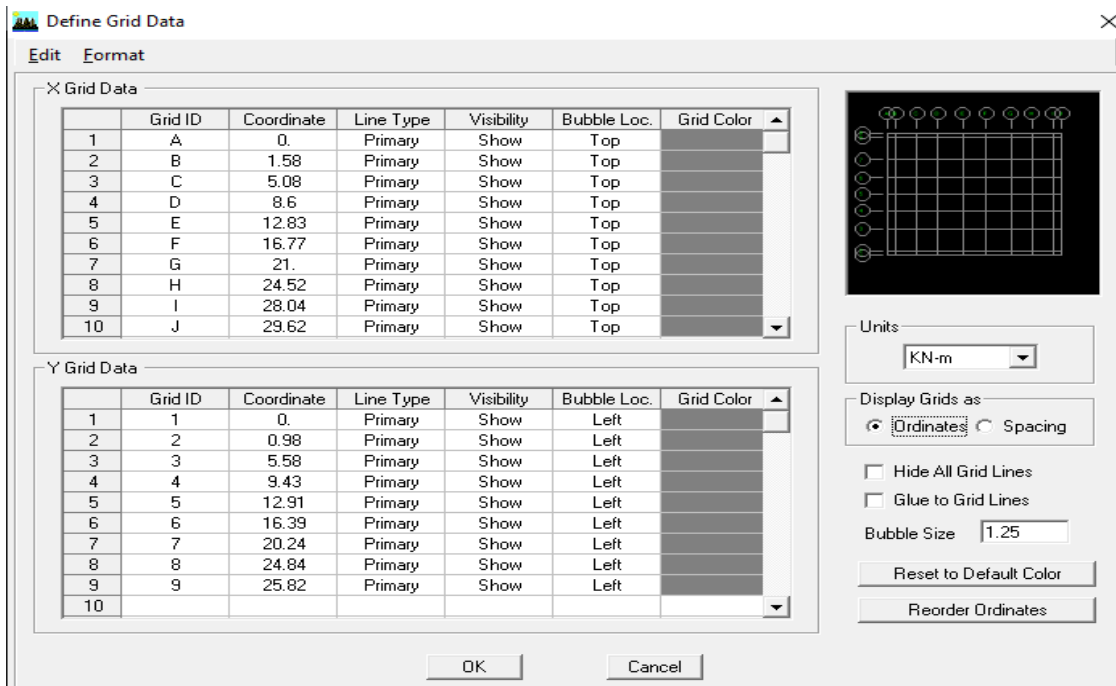 Define Grid Data
Edit Format
X Grid Data
Grid ID Coordinate Line Type Visibility Bubble Loc. Grid Color
1 A 0. Primary Show Top
2 B 1.58 Primary Show Top
3 C 5.08 Primary Show Top
4 D 8.6 Primary Show Top
5 E 12.83 Primary Show Top
6 F 16.77 Primary Show Top
7 G 21. Primary Show Top
8 H 24.52 Primary Show Top
9 I 28.04 Primary Show Top
10 J 29.62 Primary Show Top
Y Grid Data
Grid ID Coordinate Line Type Visibility Bubble Loc. Grid Color
1 1 0. Primary Show Left
2 2 0.98 Primary Show Left
3 3 5.58 Primary Show Left
4 4 9.43 Primary Show Left
5 5 12.91 Primary Show Left
6 6 16.39 Primary Show Left
7 7 20.24 Primary Show Left
8 8 24.84 Primary Show Left
9 9 25.82 Primary Show Left
10
Units
KN-m
Display Grids as
Ordinates Spacing
Hide All Grid Lines
Glue to Grid Lines
Bubble Size 1.25
Reset to Default Color
Reorder Ordinates
OK Cancel